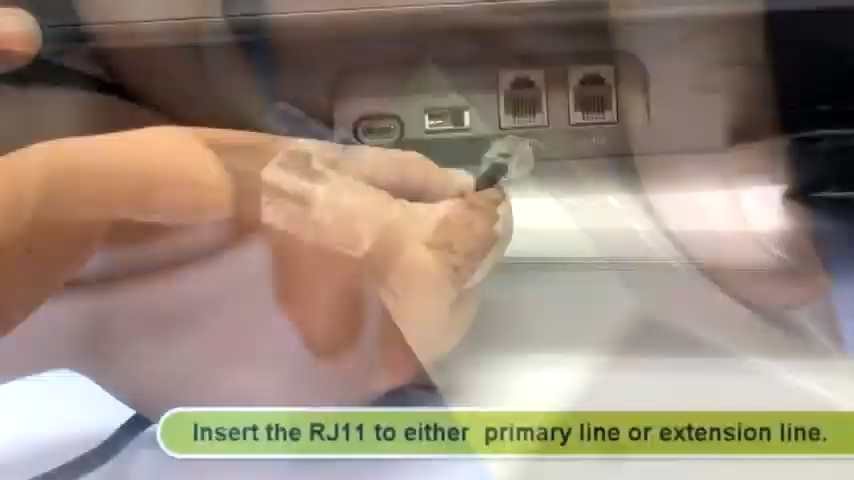 Insert the RJ11 to either primary line or extension line.